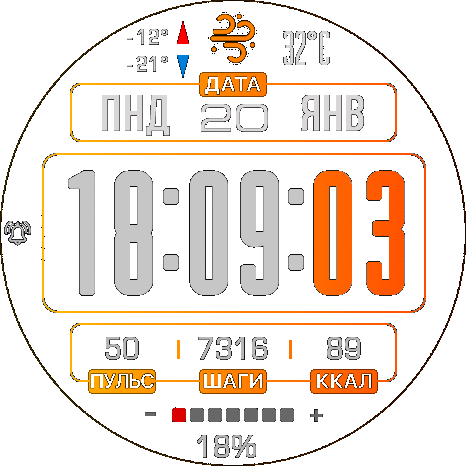 -12°
-21°
32°C
ДАТА
ПНД 20 ЯНВ
18:09:03
50 7316 89
ПУЛЬС ШАГИ ККАЛ
- +
18%